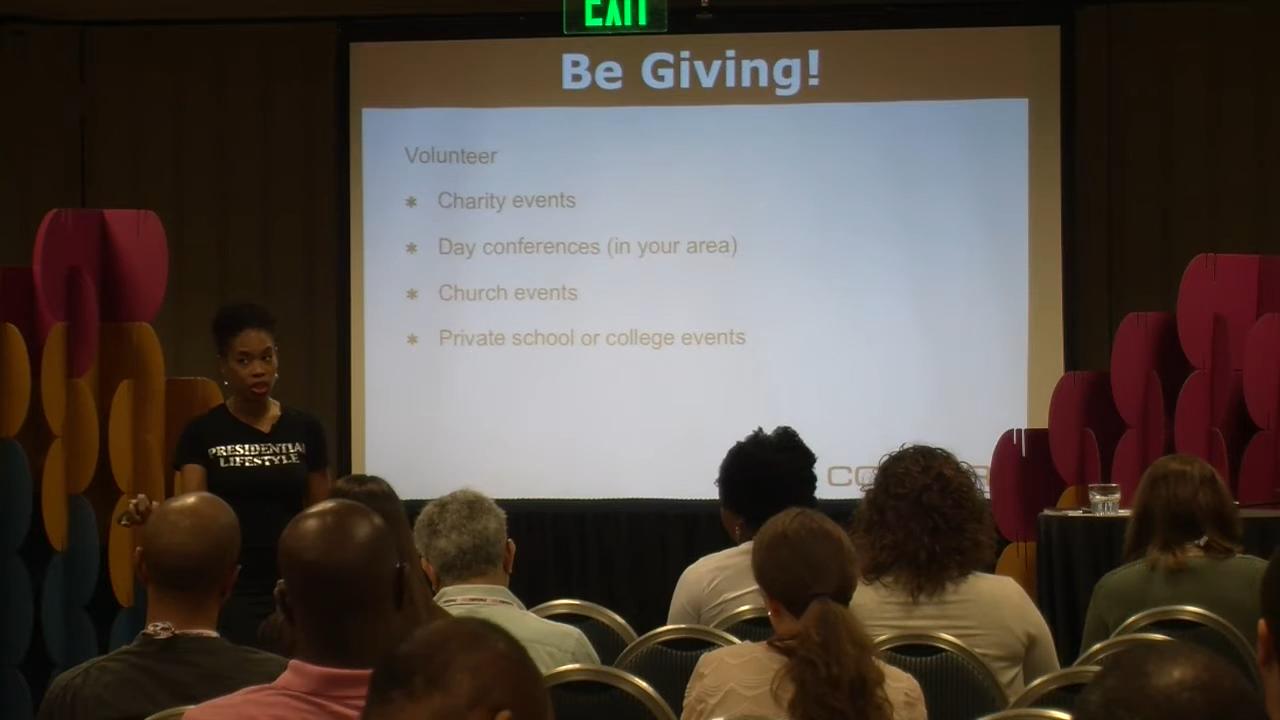 EXIT
Be Giving!
Volunteer
* Charity events
* Day conferences (in your area)
* Church events
* Private school or college events
PRESIDENTIAL
LIFESTYLE